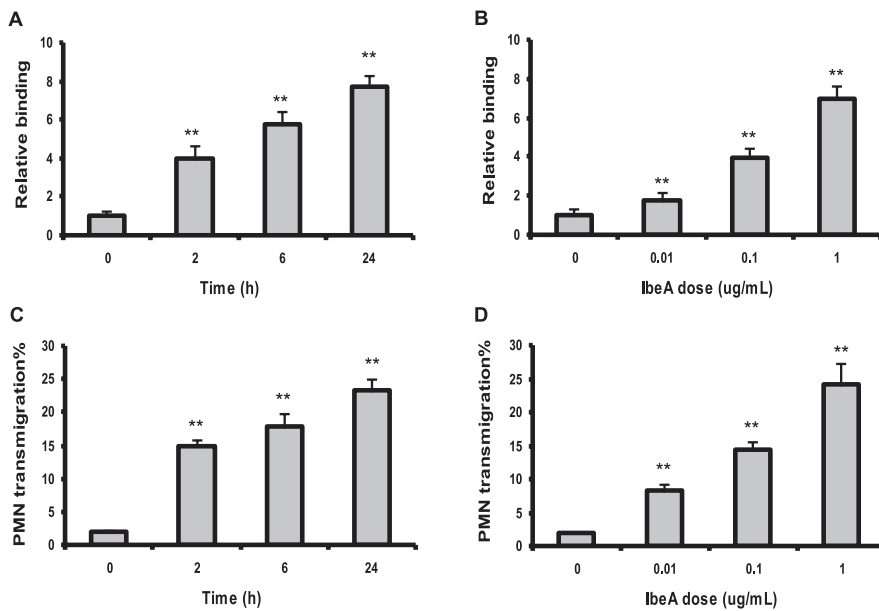 A
Relative binding
10
8
6
4
2
0
**
**
**
0 2 6 24
Time (h)
B
Relative binding
10
8
6
4
2
0
**
**
**
0 0.01 0.1 1
IbeA dose (ug/mL)
C
PMN transmigration%
30
25
20
15
10
5
0
**
**
**
0 2 6 24
Time (h)
D
PMN transmigration%
30
25
20
15
10
5
0
**
**
**
0 0.01 0.1 1
IbeA dose (ug/mL)